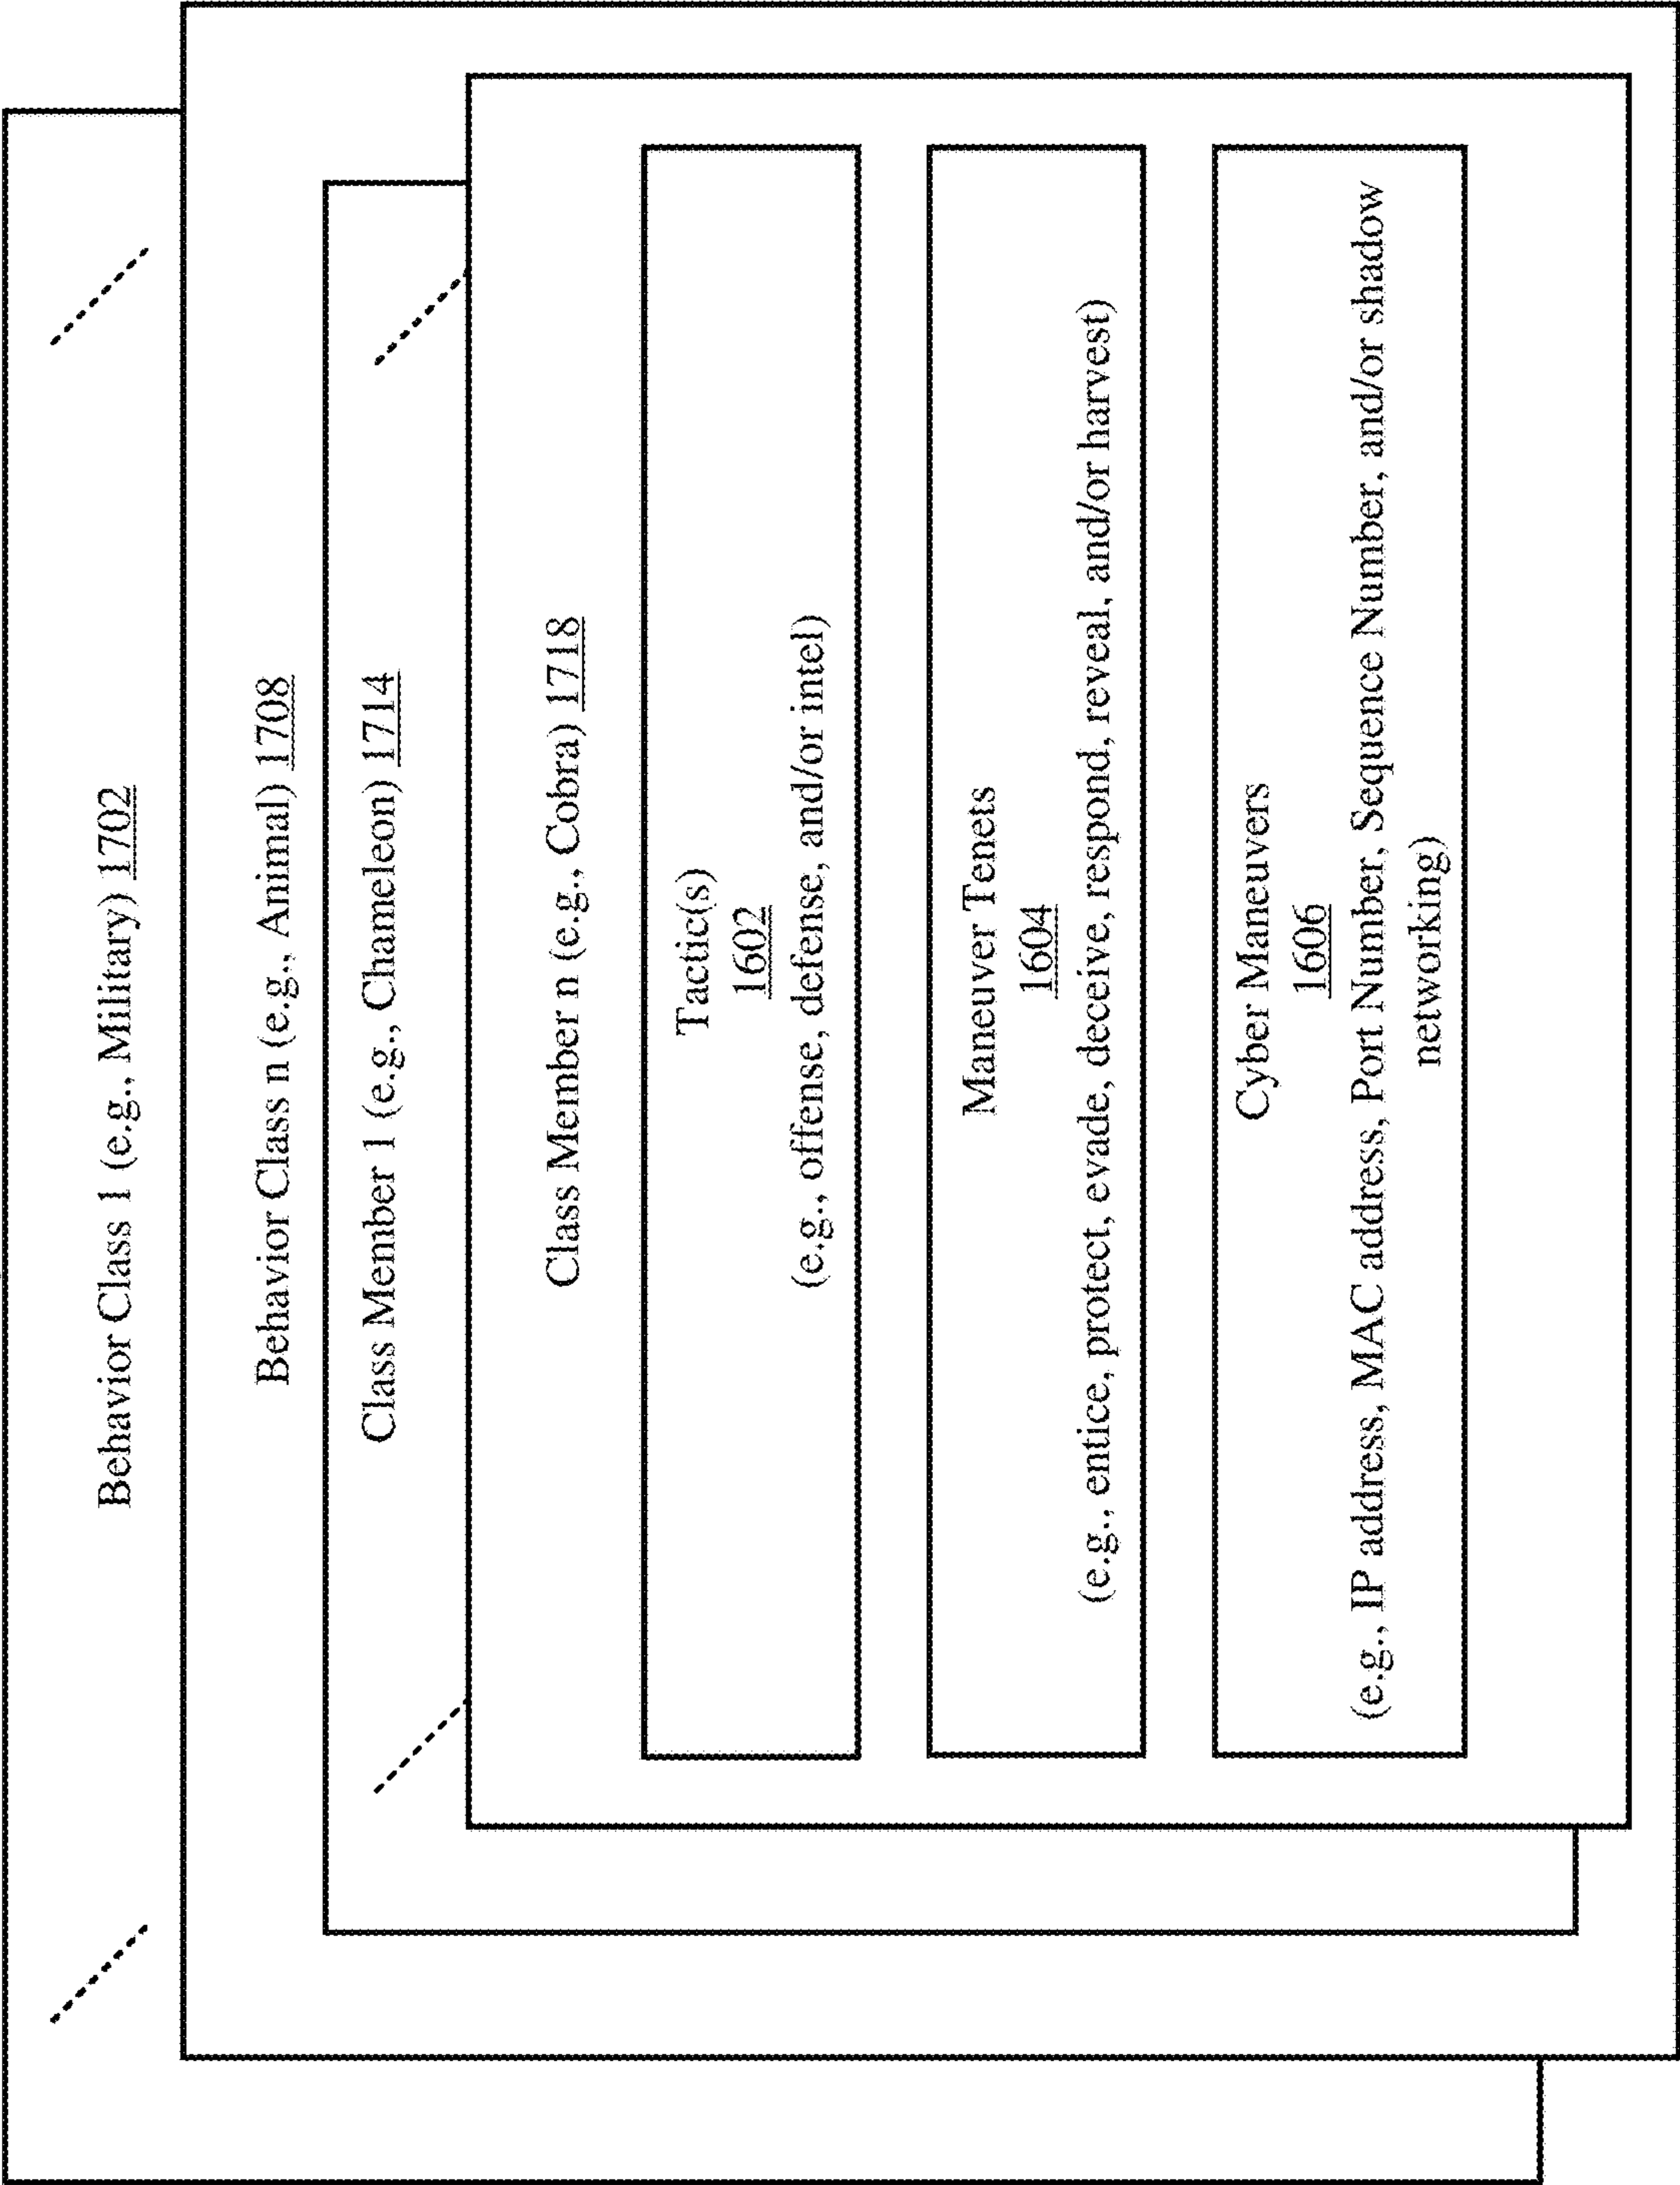 Behavior Class 1 (e.g., Military) 1702
Behavior Class n (e.g., Animal) 1708
Class Member 1 (e.g., Chameleon) 1714
Class Member n (e.g., Cobra) 1718
Tactic(s)
1602
(e.g., offense, defense, and/or intel)
Maneuver Tenets
1604
(e.g., entice, protect, evade, deceive, respond, reveal, and/or harvest)
Cyber Maneuvers
1606
(e.g., IP address, MAC address, Port Number, Sequence Number, and/or shadow
networking)